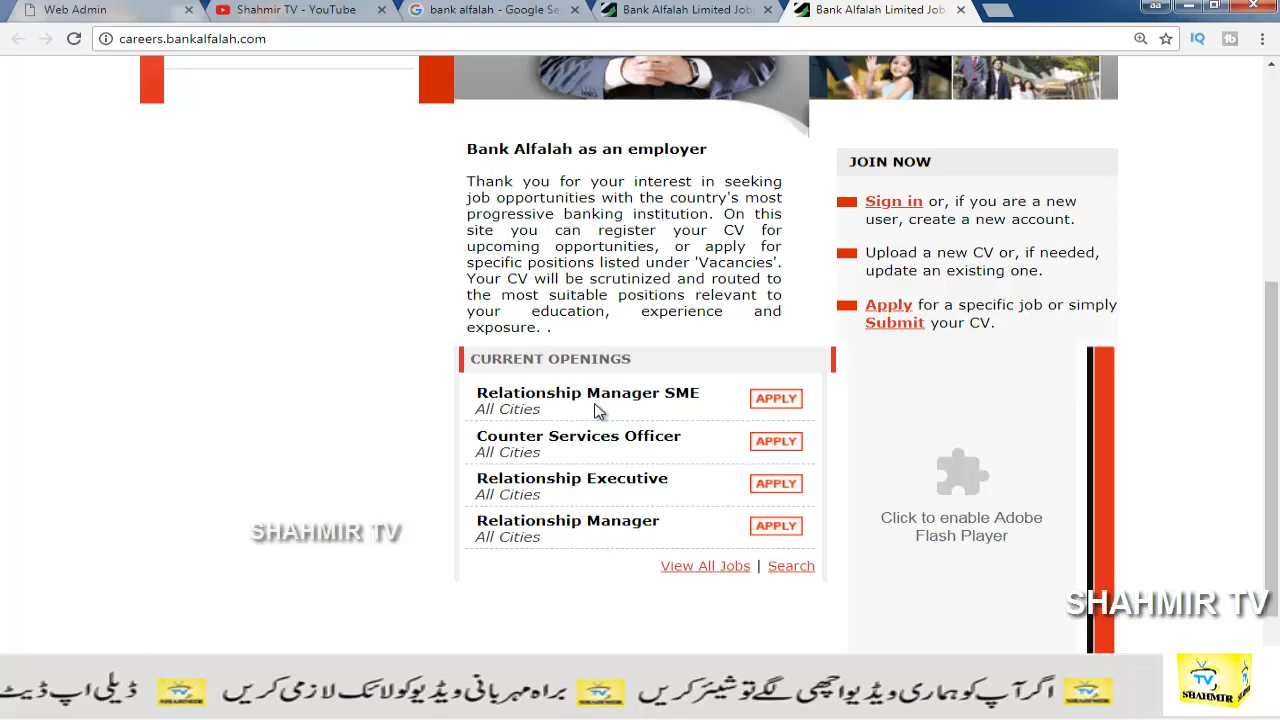 Web Admin
Shahmir TV - YouTube
bank alfalah - Google S
Bank Alfalah Limited Job
Bank Alfalah Limited Job
aa
careers.bankalfalah.com
IQ
Bank Alfalah as an employer
Thank you for your interest in seeking
job opportunities with the country's most
progressive banking institution. On this
site you can register your CV for
upcoming opportunities, or apply for
specific positions listed under 'Vacancies'.
Your CV will be scrutinized and routed to
the most suitable positions relevant to
your education, experience and
exposure. .
JOIN NOW
Sign in or, if you are a new
user, create a new account.
Upload a new CV or, if needed,
update an existing one.
Apply for a specific job or simply
Submit your CV.
CURRENT OPENINGS
Relationship Manager SME
All Cities
APPLY
Counter Services Officer
All Cities
APPLY
Relationship Executive
All Cities
APPLY
Relationship Manager
All Cities
APPLY
View All Jobs | Search
Click to enable Adobe
Flash Player
SHAHMIR TV
SHAHMIR TV
اگر آپ کو ہماری ویڈیو اچھی لگے تو شیئر کریں
براہ مہربانی ویڈیو کو لائک لازمی کریں
ڈیلی اپ ڈیٹ
TV
SHAHMIR